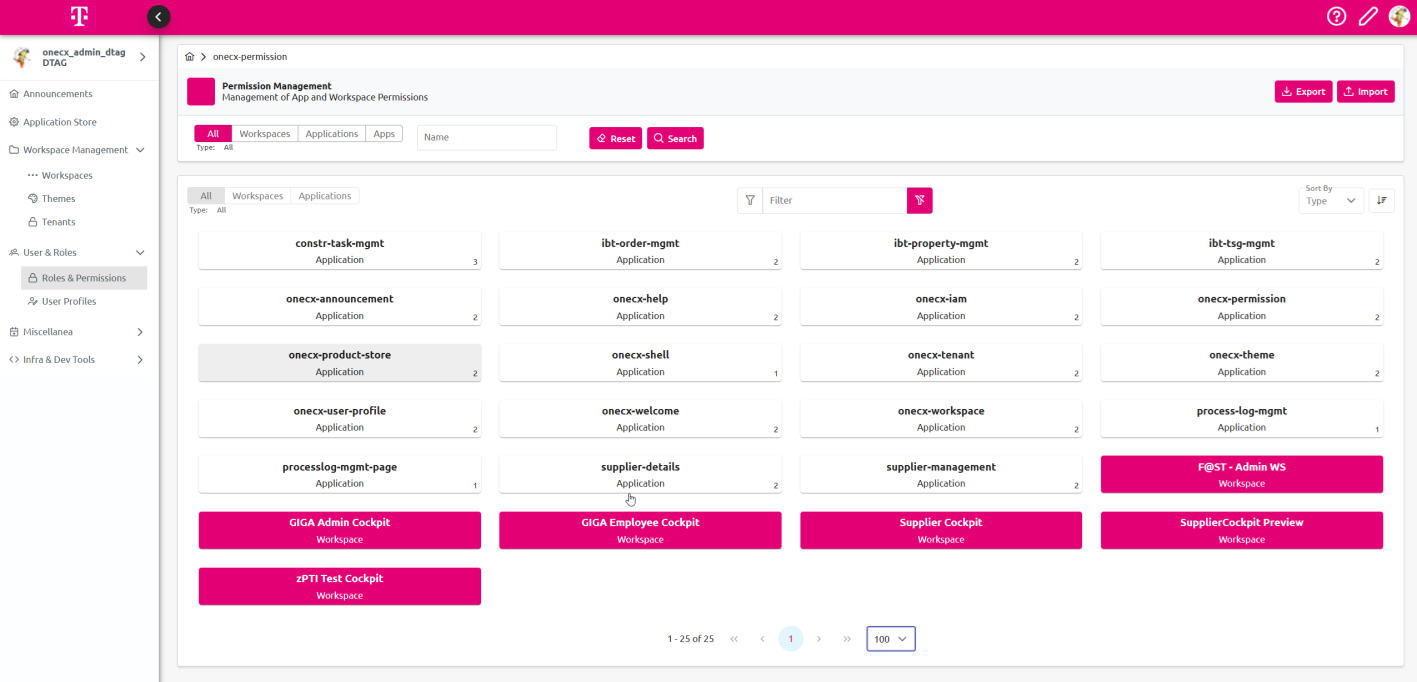 T
onecx_admin_dtag
DTAG
Announcements
Application Store
Workspace Management
Workspaces
Themes
Tenants
User & Roles
Roles & Permissions
User Profiles
Miscellanea
Infra & Dev Tools
onecx-permission
Permission Management
Management of App and Workspace Permissions
Export
Import
All Workspaces Applications Apps
Type: All
Name
Reset
Search
All Workspaces Applications
Type: All
Filter
Sort By
Type
constr-task-mgmt
Application
3
ibt-order-mgmt
Application
2
ibt-property-mgmt
Application
2
ibt-tsg-mgmt
Application
2
onecx-announcement
Application
2
onecx-help
Application
2
onecx-iam
Application
2
onecx-permission
Application
2
onecx-product-store
Application
2
onecx-shell
Application
1
onecx-tenant
Application
2
onecx-theme
Application
2
onecx-user-profile
Application
2
onecx-welcome
Application
2
onecx-workspace
Application
2
process-log-mgmt
Application
1
processlog-mgmt-page
Application
1
supplier-details
Application
2
supplier-management
Application
2
F@ST - Admin WS
Workspace
GIGA Admin Cockpit
Workspace
GIGA Employee Cockpit
Workspace
Supplier Cockpit
Workspace
SupplierCockpit Preview
Workspace
zPTI Test Cockpit
Workspace
1 - 25 of 25
1
100